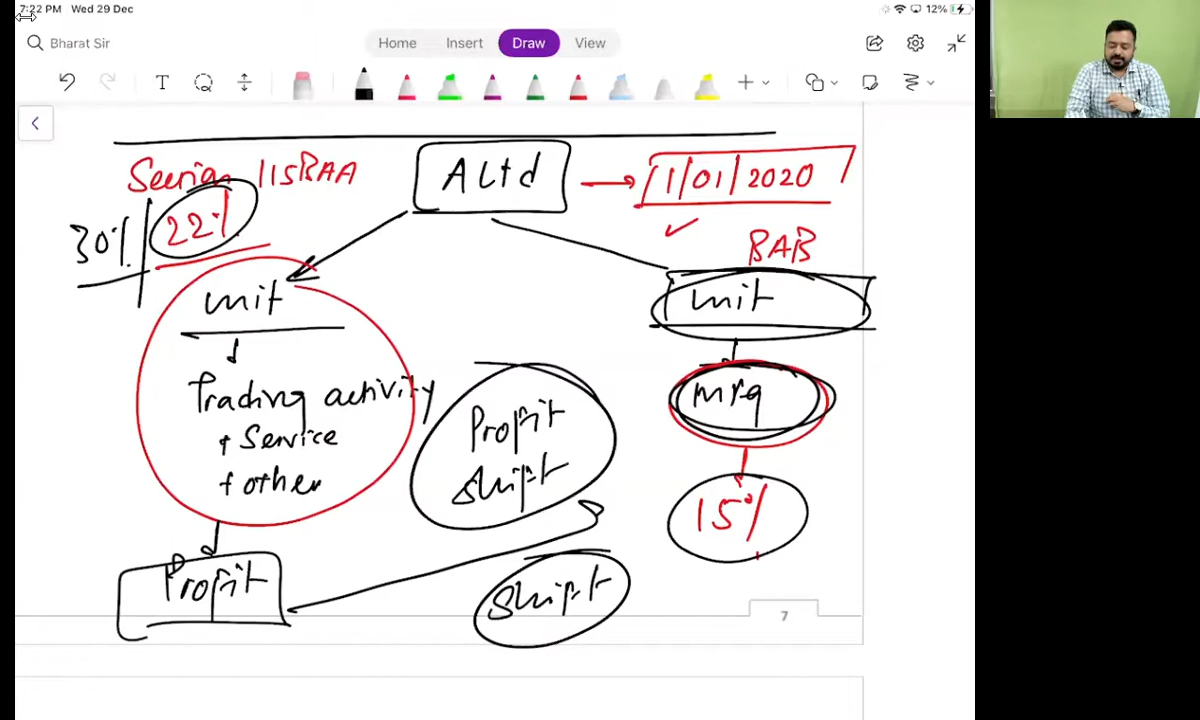 7:22 PM Wed 29 Dec
12%
Bharat Sir
Home Insert Draw View
T
Section 115BAA
A Ltd
1/01/2020
30%
22%
BAB
unit
unit
Trading activity
+ Service
+ other
Profit
Shift
mfg
15%
Profit
Shift
7